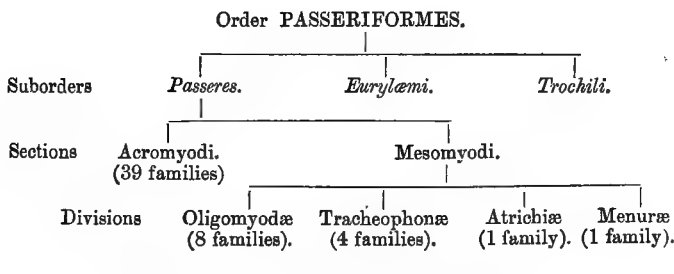 Order PASSERIFORMES.
Suborders Passeres. Eurylæmi. Trochili.
Sections Acromyodi. Mesomyodi.
(39 families)
Divisions Oligomyodæ Tracheophonæ Atrichiæ Menuræ
(8 families). (4 families). (1 family). (1 family).